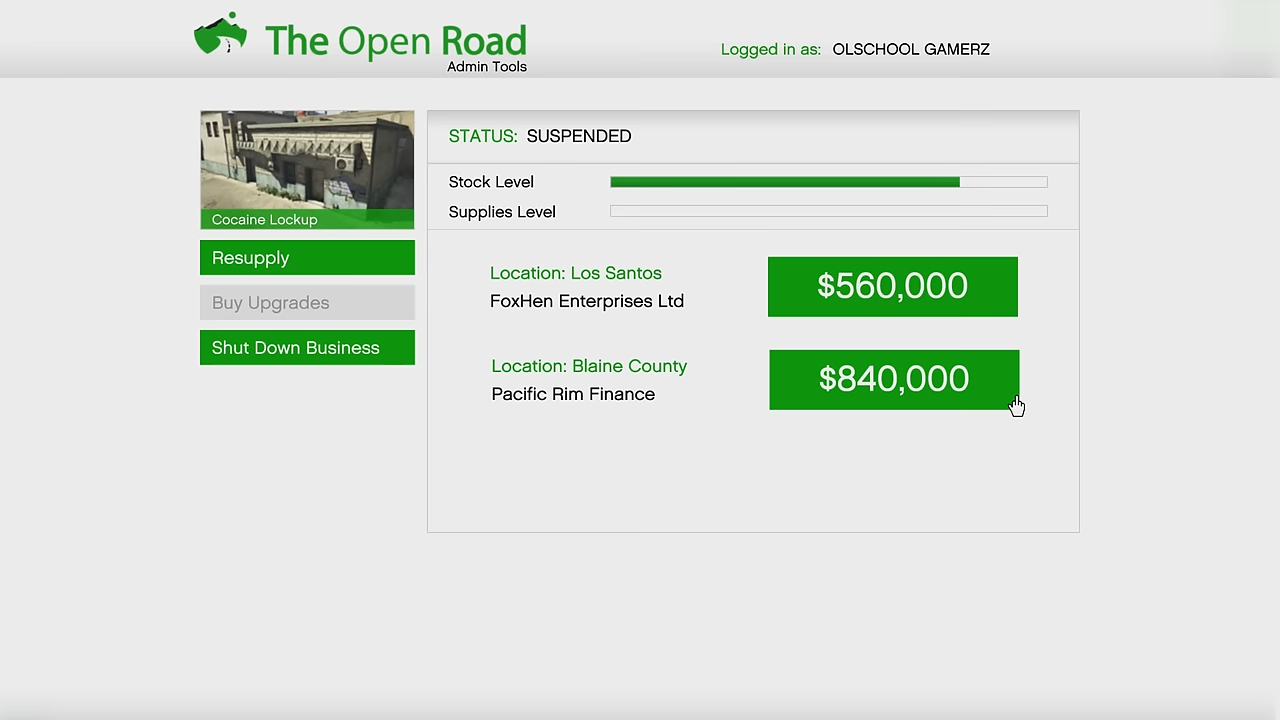 The Open Road
Admin Tools
Logged in as: OLSCHOOL GAMERZ
Cocaine Lockup
Resupply
Buy Upgrades
Shut Down Business
STATUS: SUSPENDED
Stock Level
Supplies Level
Location: Los Santos
FoxHen Enterprises Ltd
$560,000
Location: Blaine County
Pacific Rim Finance
$840,000